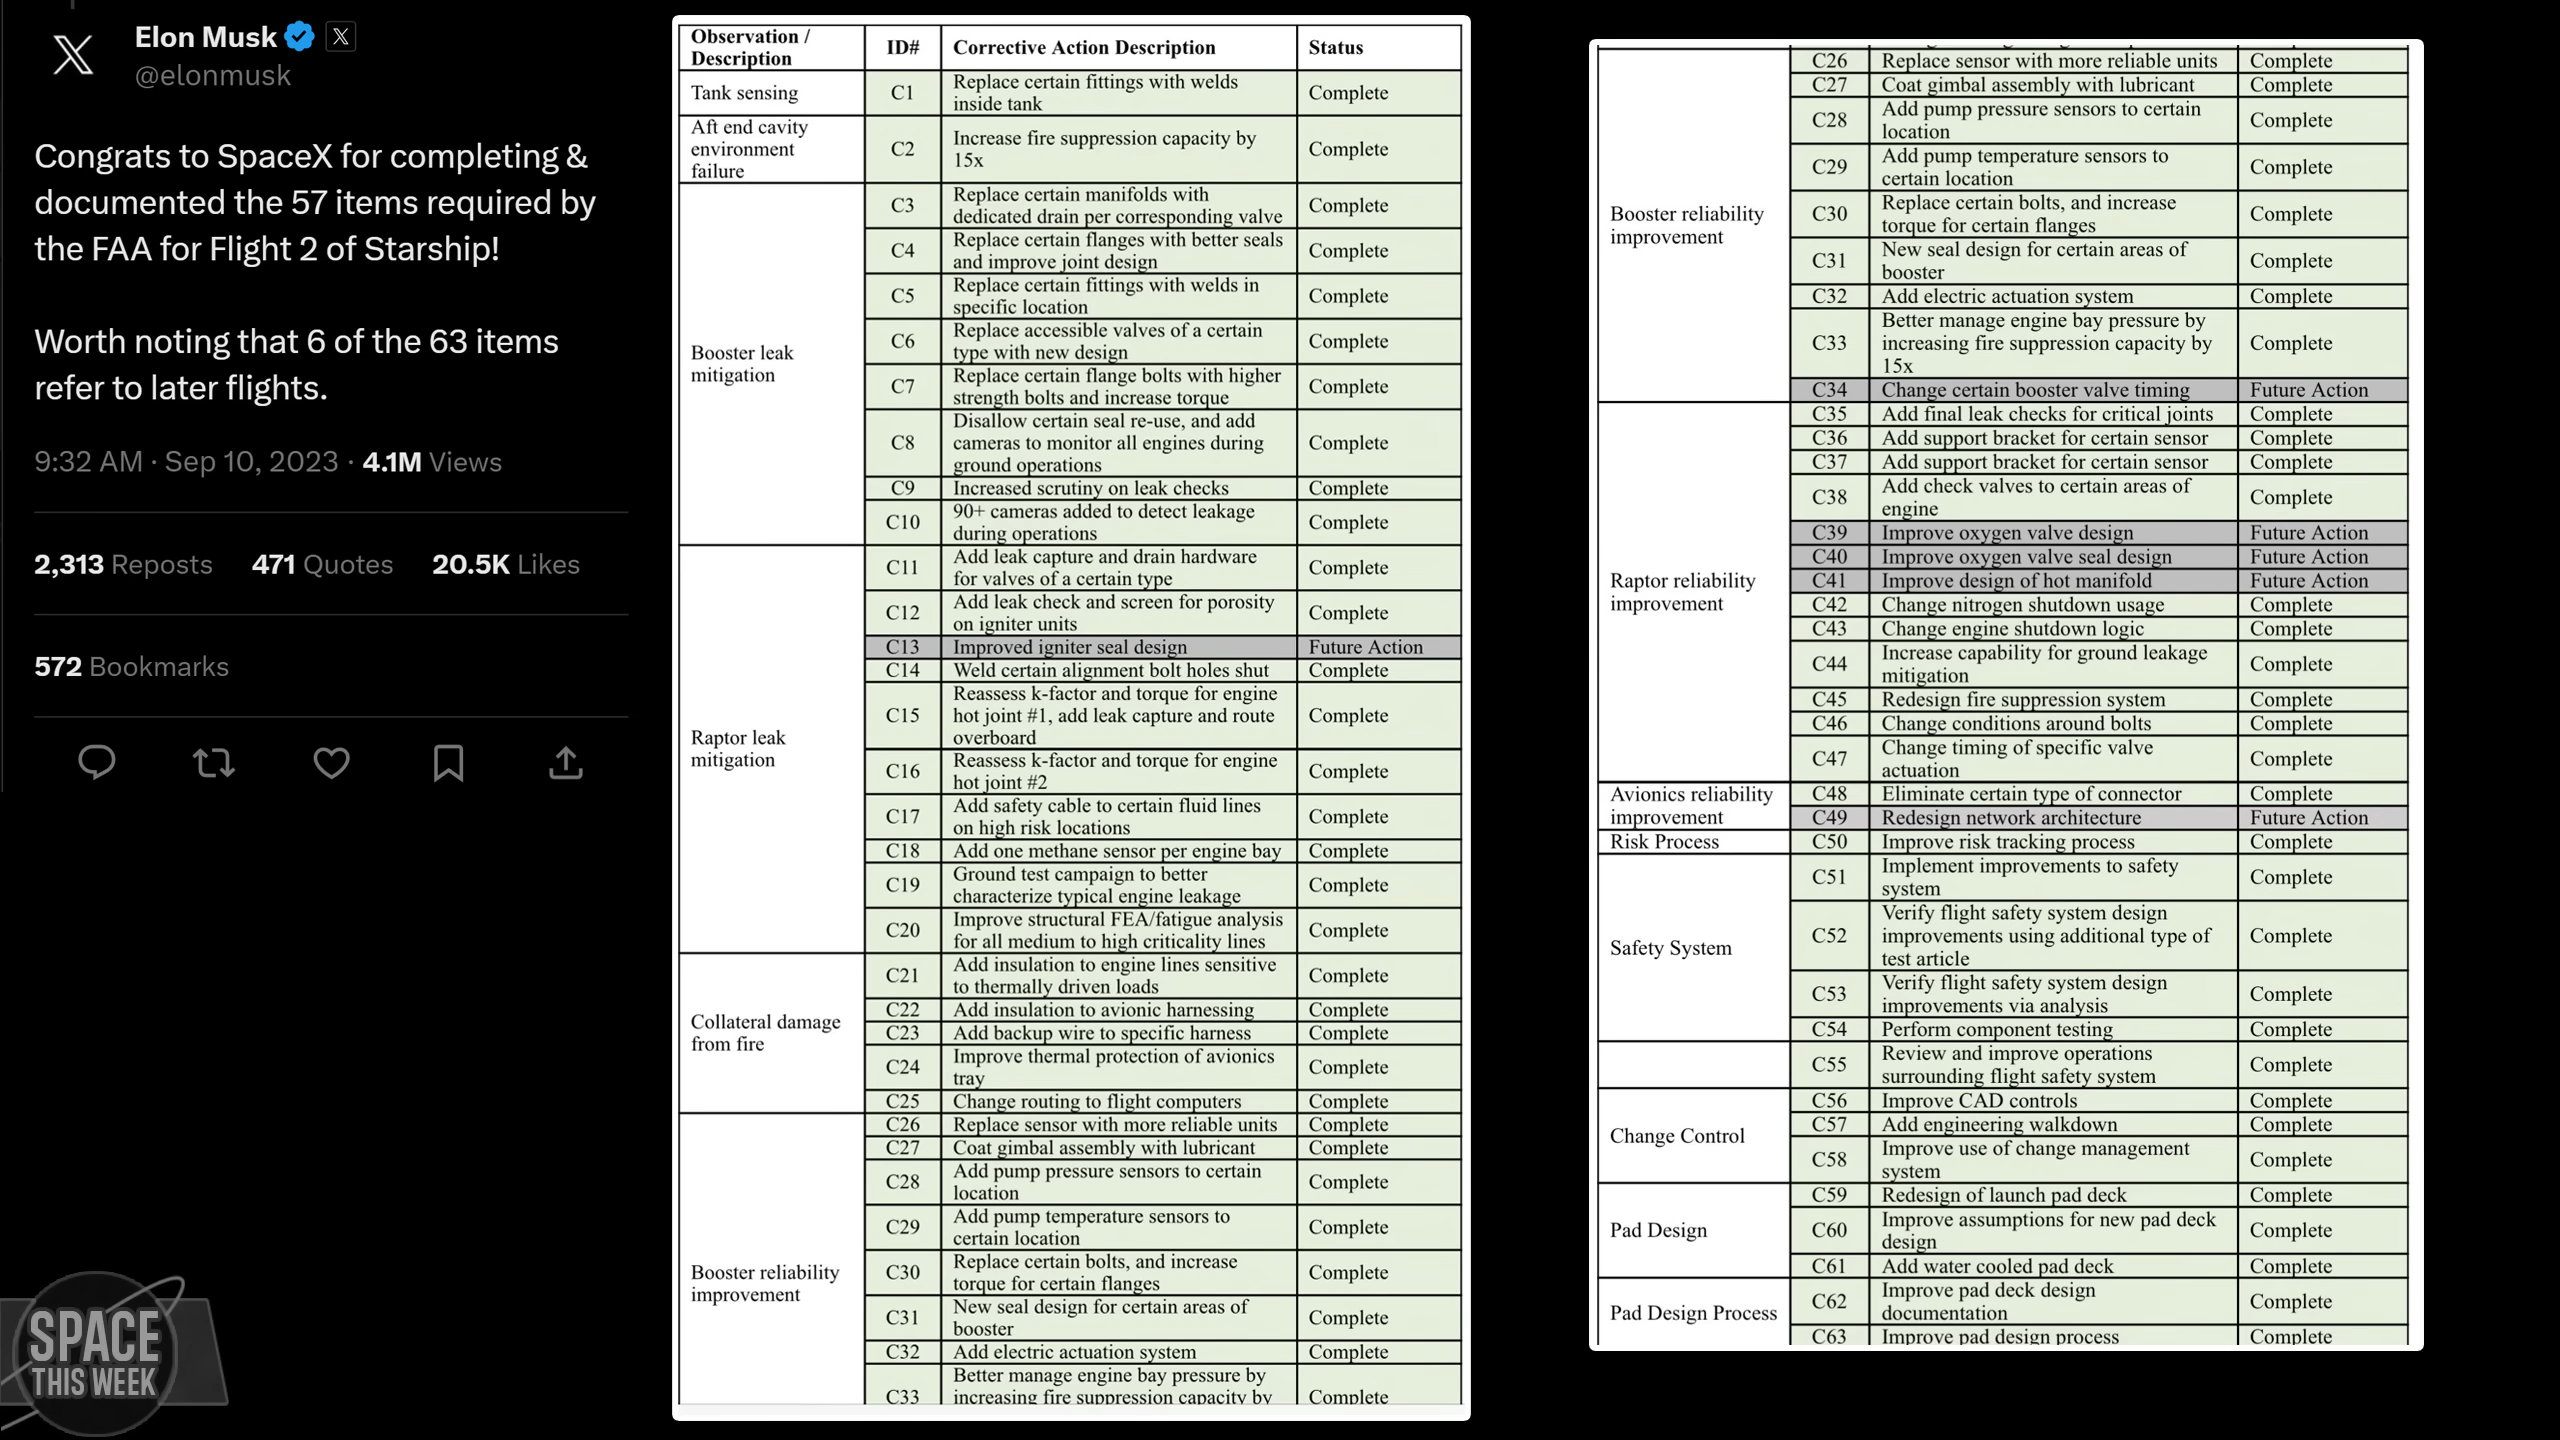 Elon Musk
@elonmusk
Congrats to SpaceX for completing &
documented the 57 items required by
the FAA for Flight 2 of Starship!
Worth noting that 6 of the 63 items
refer to later flights.
9:32 AM · Sep 10, 2023 · 4.1M Views
2,313 Reposts 471 Quotes 20.5K Likes
572 Bookmarks
SPACE
THIS WEEK
Observation /
Description
ID#
Corrective Action Description
Status
Tank sensing
C1
Replace certain fittings with welds
inside tank
Complete
Aft end cavity
environment
failure
C2
Increase fire suppression capacity by
15x
Complete
Booster leak
mitigation
C3
Replace certain manifolds with
dedicated drain per corresponding valve
Complete
C4
Replace certain flanges with better seals
and improve joint design
Complete
C5
Replace certain fittings with welds in
specific location
Complete
C6
Replace accessible valves of a certain
type with new design
Complete
C7
Replace certain flange bolts with higher
strength bolts and increase torque
Complete
C8
Disallow certain seal re-use, and add
cameras to monitor all engines during
ground operations
Complete
C9
Increased scrutiny on leak checks
Complete
C10
90+ cameras added to detect leakage
during operations
Complete
Raptor leak
mitigation
C11
Add leak capture and drain hardware
for valves of a certain type
Complete
C12
Add leak check and screen for porosity
on igniter units
Complete
C13
Improved igniter seal design
Future Action
C14
Weld certain alignment bolt holes shut
Complete
C15
Reassess k-factor and torque for engine
hot joint #1, add leak capture and route
overboard
Complete
C16
Reassess k-factor and torque for engine
hot joint #2
Complete
C17
Add safety cable to certain fluid lines
on high risk locations
Complete
C18
Add one methane sensor per engine bay
Complete
C19
Ground test campaign to better
characterize typical engine leakage
Complete
C20
Improve structural FEA/fatigue analysis
for all medium to high criticality lines
Complete
Collateral damage
from fire
C21
Add insulation to engine lines sensitive
to thermally driven loads
Complete
C22
Add insulation to avionic harnessing
Complete
C23
Add backup wire to specific harness
Complete
C24
Improve thermal protection of avionics
tray
Complete
C25
Change routing to flight computers
Complete
Booster reliability
improvement
C26
Replace sensor with more reliable units
Complete
C27
Coat gimbal assembly with lubricant
Complete
C28
Add pump pressure sensors to certain
location
Complete
C29
Add pump temperature sensors to
certain location
Complete
C30
Replace certain bolts, and increase
torque for certain flanges
Complete
C31
New seal design for certain areas of
booster
Complete
C32
Add electric actuation system
Complete
C33
Better manage engine bay pressure by
increasing fire suppression capacity by
Complete
Booster reliability
improvement
C26
Replace sensor with more reliable units
Complete
C27
Coat gimbal assembly with lubricant
Complete
C28
Add pump pressure sensors to certain
location
Complete
C29
Add pump temperature sensors to
certain location
Complete
C30
Replace certain bolts, and increase
torque for certain flanges
Complete
C31
New seal design for certain areas of
booster
Complete
C32
Add electric actuation system
Complete
C33
Better manage engine bay pressure by
increasing fire suppression capacity by
15x
Complete
C34
Change certain booster valve timing
Future Action
Raptor reliability
improvement
C35
Add final leak checks for critical joints
Complete
C36
Add support bracket for certain sensor
Complete
C37
Add support bracket for certain sensor
Complete
C38
Add check valves to certain areas of
engine
Complete
C39
Improve oxygen valve design
Future Action
C40
Improve oxygen valve seal design
Future Action
C41
Improve design of hot manifold
Future Action
C42
Change nitrogen shutdown usage
Complete
C43
Change engine shutdown logic
Complete
C44
Increase capability for ground leakage
mitigation
Complete
C45
Redesign fire suppression system
Complete
C46
Change conditions around bolts
Complete
C47
Change timing of specific valve
actuation
Complete
Avionics reliability
improvement
C48
Eliminate certain type of connector
Complete
C49
Redesign network architecture
Future Action
Risk Process
C50
Improve risk tracking process
Complete
Safety System
C51
Implement improvements to safety
system
Complete
C52
Verify flight safety system design
improvements using additional type of
test article
Complete
C53
Verify flight safety system design
improvements via analysis
Complete
C54
Perform component testing
Complete
C55
Review and improve operations
surrounding flight safety system
Complete
Change Control
C56
Improve CAD controls
Complete
C57
Add engineering walkdown
Complete
C58
Improve use of change management
system
Complete
Pad Design
C59
Redesign of launch pad deck
Complete
C60
Improve assumptions for new pad deck
design
Complete
C61
Add water cooled pad deck
Complete
Pad Design Process
C62
Improve pad deck design
documentation
Complete
C63
Improve pad design process
Complete